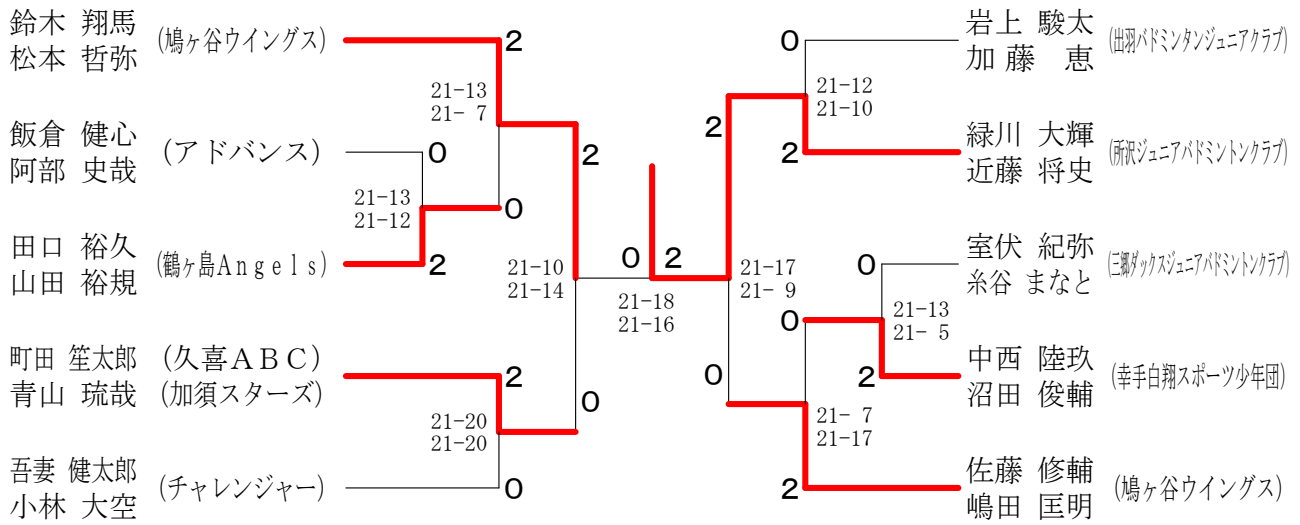 鈴木 翔馬
松本 哲弥
(鳩ヶ谷ウイングス)
2
21-13
21- 7
飯倉 健心
阿部 史哉
(アドバンス)
0
2
21-13
21-12
0
田口 裕久
山田 裕規
(鶴ヶ島Angels)
2
21-10
21-14
町田 笙太郎
青山 琉哉
(久喜ABC)
(加須スターズ)
2
0
21-20
21-20
吾妻 健太郎
小林 大空
(チャレンジャー)
0
0
2
21-18
21-16
岩上 駿太
加藤 恵
(出羽バドミンタンジュニアクラブ)
0
21-12
21-10
2
緑川 大輝
近藤 将史
(所沢ジュニアバドミントンクラブ)
2
21-17
21- 9
室伏 紀弥
糸谷 まなと
(三郷ダックスジュニアバドミントンクラブ)
0
21-13
21- 5
0
中西 陸玖
沼田 俊輔
(幸手白翔スポーツ少年団)
2
0
21- 7
21-17
佐藤 修輔
嶋田 匡明
(鳩ヶ谷ウイングス)
2